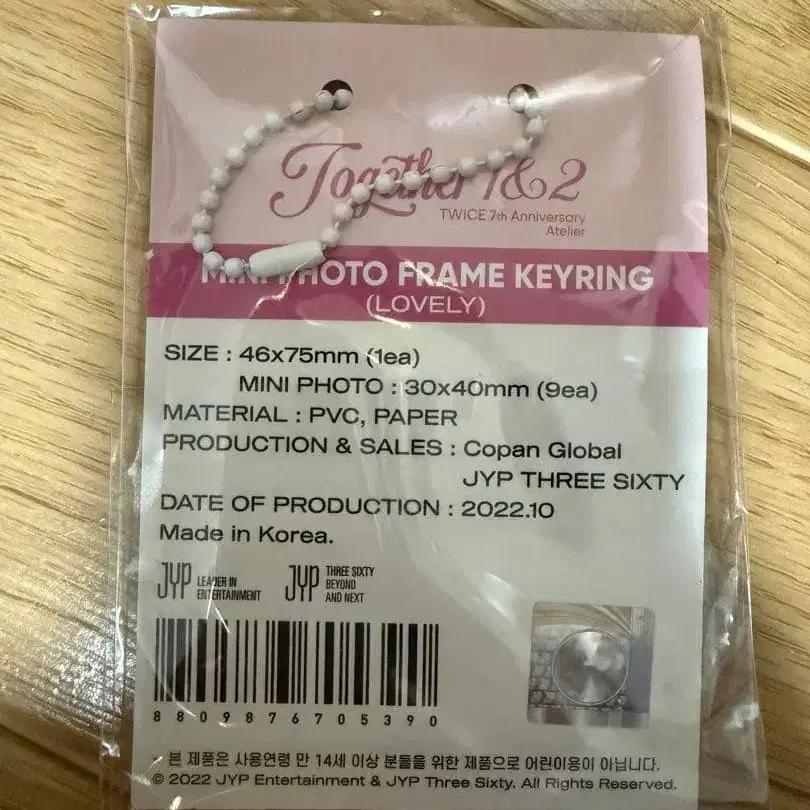 Together 1&2
TWICE 7th Anniversary
Atelier
MINI PHOTO FRAME KEYRING
(LOVELY)
SIZE : 46x75mm (1ea)
MINI PHOTO : 30x40mm (9ea)
MATERIAL : PVC, PAPER
PRODUCTION & SALES : Copan Global
JYP THREE SIXTY
DATE OF PRODUCTION : 2022.10
Made in Korea.
JYP LEADER IN
ENTERTAINMENT
JYP THREE SIXTY
BEYOND
AND NEXT
8809876705390
본 제품은 사용연령 만 14세 이상 분들을 위한 제품으로 어린이용이 아닙니다.
© 2022 JYP Entertainment & JYP Three Sixty. All Rights Reserved.